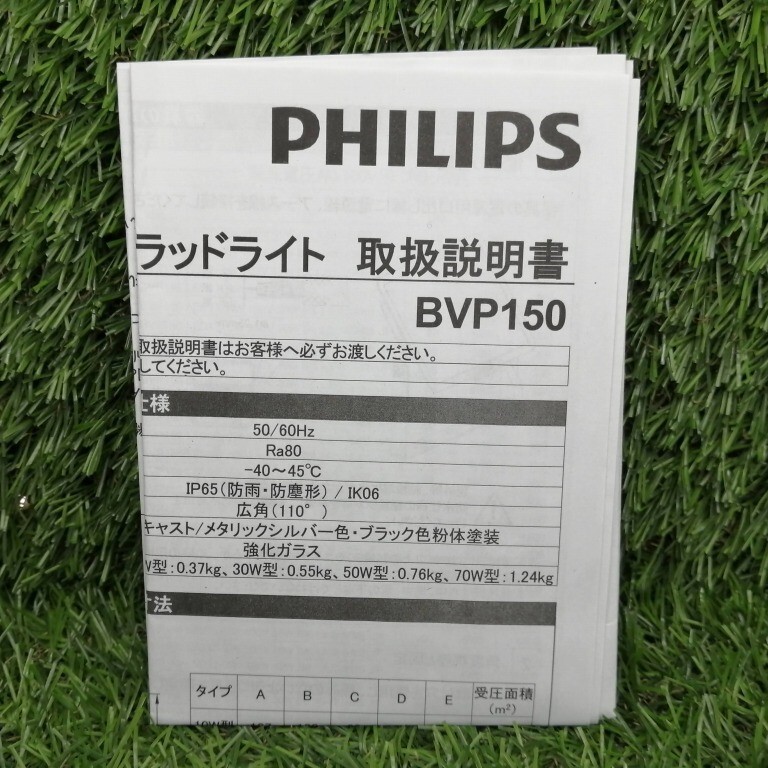 PHILIPS
ラッドライト 取扱説明書
BVP150
取扱説明書はお客様へ必ずお渡しください。
してください。
仕様
50/60Hz
Ra80
-40～45℃
IP65(防雨・防塵形) / IK06
広角(110°)
キャスト/メタリックシルバー色・ブラック色粉体塗装
強化ガラス
W型:0.37kg、30W型:0.55kg、50W型:0.76kg、70W型:1.24kg
寸法
タイプ A B C D E 受圧面積
(m²)
10W型